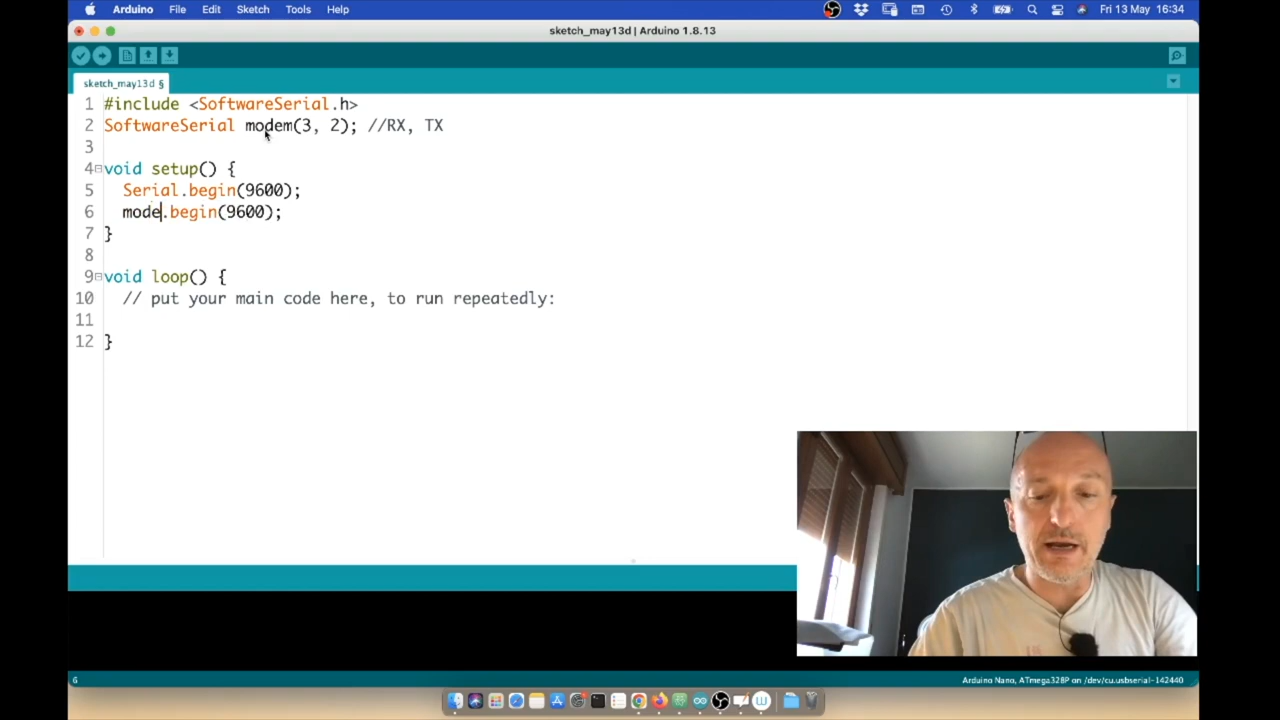 Arduino File Edit Sketch Tools Help Fri 13 May 16:34
sketch_may13d | Arduino 1.8.13
sketch_may13d §
1 #include <SoftwareSerial.h>
2 SoftwareSerial modem(3, 2); //RX, TX
3
4 void setup() {
5 Serial.begin(9600);
6 mode.begin(9600);
7 }
8
9 void loop() {
10 // put your main code here, to run repeatedly:
11
12 }
6 Arduino Nano, ATmega328P on /dev/cu.usbserial-142440